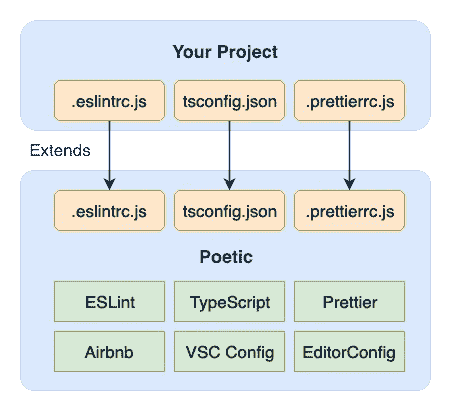 Your Project
.eslintrc.js tsconfig.json .prettierrc.js
Extends
.eslintrc.js tsconfig.json .prettierrc.js
Poetic
ESLint TypeScript Prettier
Airbnb VSC Config EditorConfig